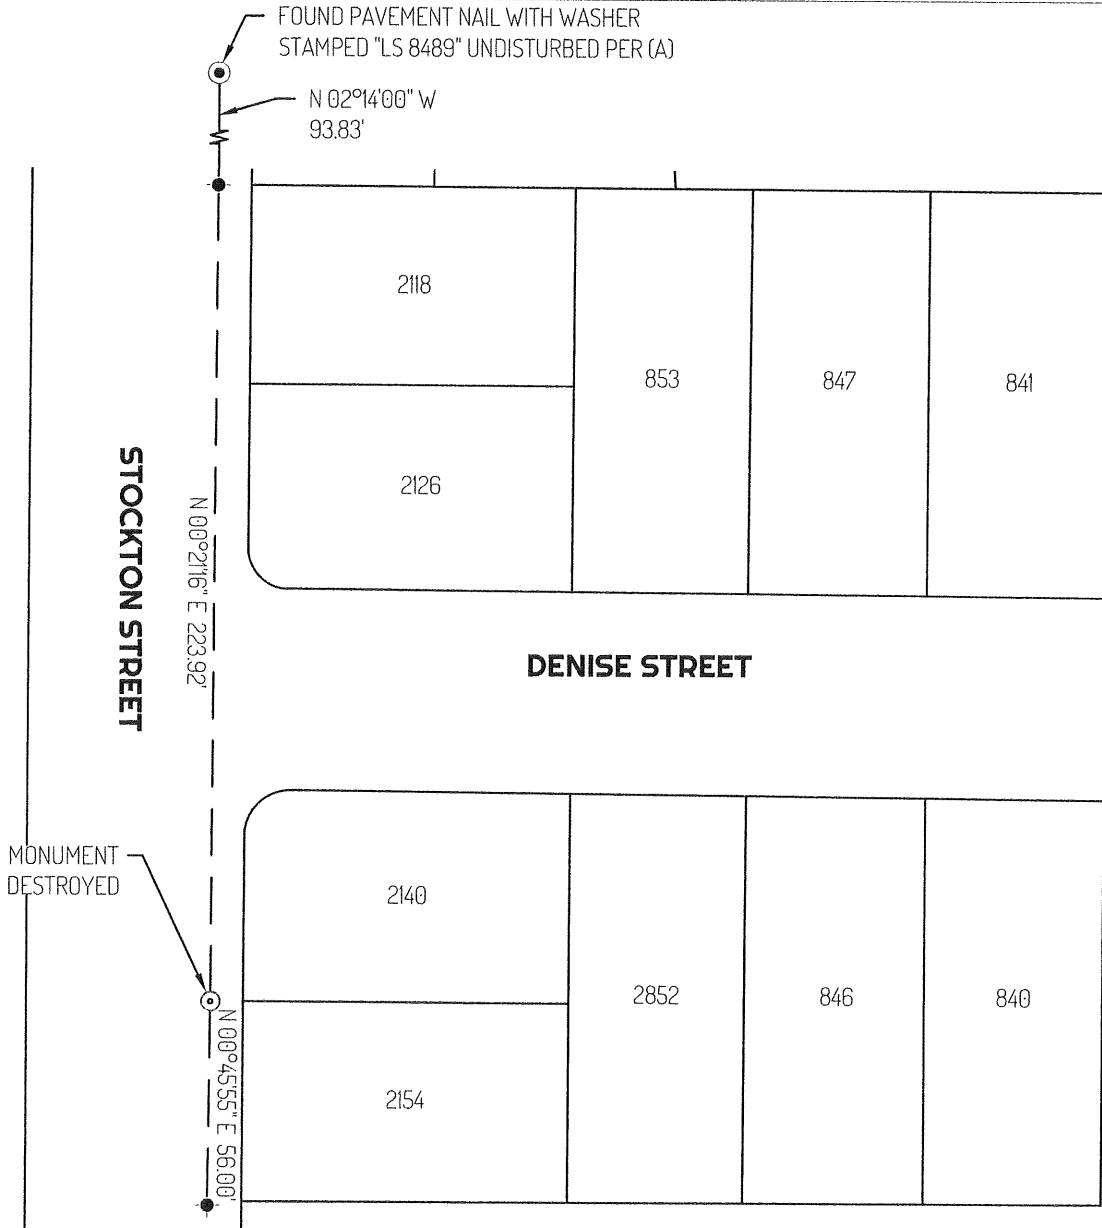 FOUND PAVEMENT NAIL WITH WASHER
STAMPED "LS 8489" UNDISTURBED PER (A)
N 02°14'00" W
93.83'
2118
853
847
841
2126
STOCKTON STREET
N 00°21'16" E 223.92'
DENISE STREET
MONUMENT
DESTROYED
2140
2852
846
840
N 00°45'55" E 56.00'
2154